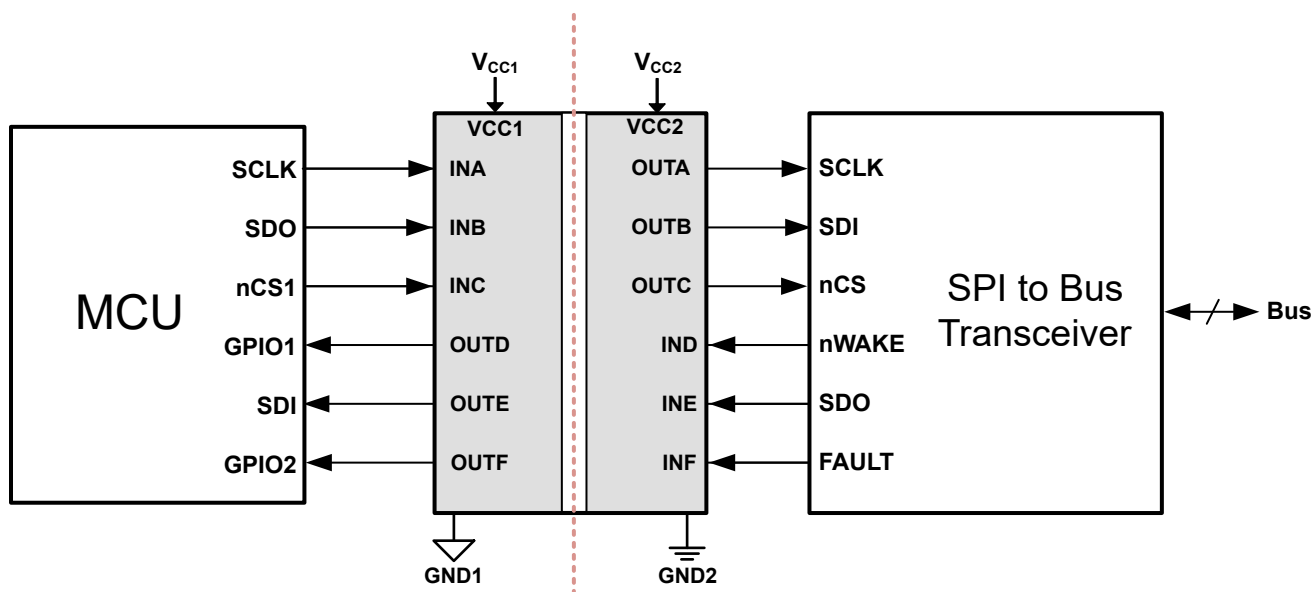 VCC1
VCC2
VCC1
VCC2
SCLK
INA
OUTA
SCLK
SDO
INB
OUTB
SDI
nCS1
INC
OUTC
nCS
MCU
SPI to Bus
Transceiver
Bus
GPIO1
OUTD
IND
nWAKE
SDI
OUTE
INE
SDO
GPIO2
OUTF
INF
FAULT
GND1
GND2